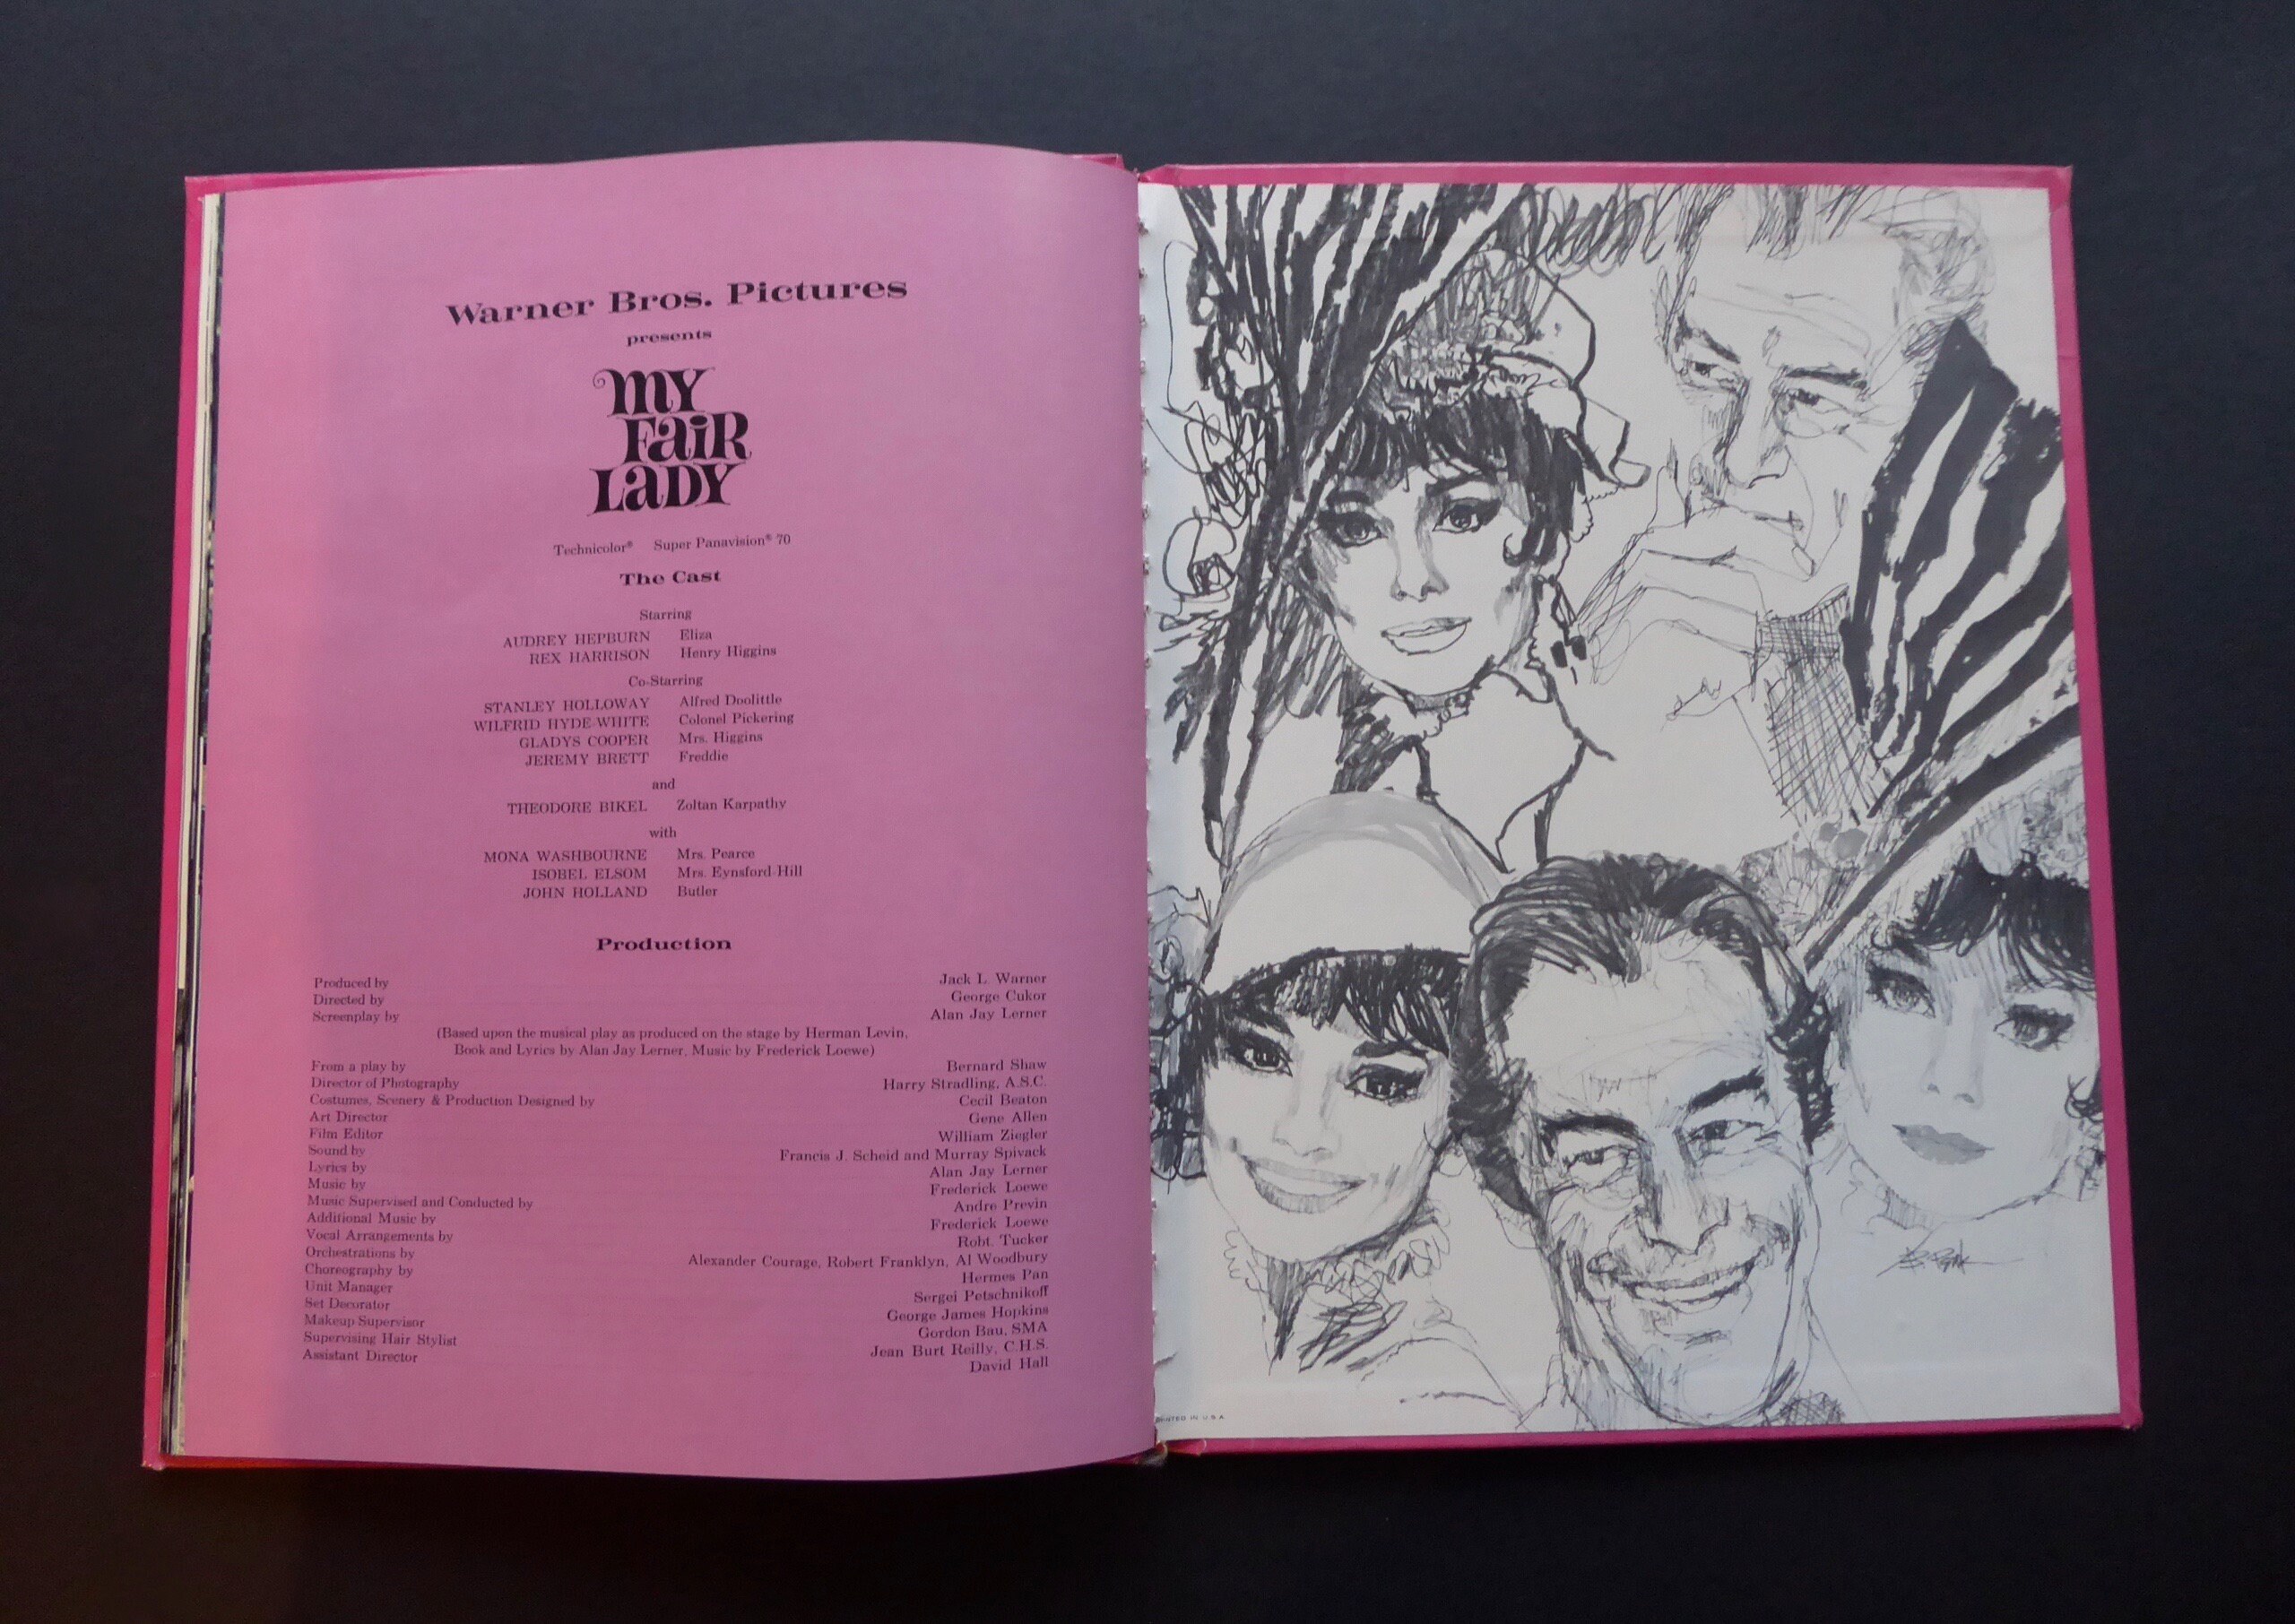 Warner Bros. Pictures
presents
MY
FAIR
LADY
Technicolor® Super Panavision® 70
The Cast
Starring
AUDREY HEPBURN Eliza
REX HARRISON Henry Higgins
Co-Starring
STANLEY HOLLOWAY Alfred Doolittle
WILFRID HYDE-WHITE Colonel Pickering
GLADYS COOPER Mrs. Higgins
JEREMY BRETT Freddie
and
THEODORE BIKEL Zoltan Karpathy
with
MONA WASHBOURNE Mrs. Pearce
ISOBEL ELSOM Mrs. Eynsford-Hill
JOHN HOLLAND Butler
Production
Produced by Jack L. Warner
Directed by George Cukor
Screenplay by Alan Jay Lerner
(Based upon the musical play as produced on the stage by Herman Levin,
Book and Lyrics by Alan Jay Lerner, Music by Frederick Loewe)
From a play by Bernard Shaw
Director of Photography Harry Stradling, A.S.C.
Costumes, Scenery & Production Designed by Cecil Beaton
Art Director Gene Allen
Film Editor William Ziegler
Sound by Francis J. Scheid and Murray Spivack
Lyrics by Alan Jay Lerner
Music by Frederick Loewe
Music Supervised and Conducted by Andre Previn
Additional Music by Frederick Loewe
Vocal Arrangements by Robt. Tucker
Orchestrations by Alexander Courage, Robert Franklyn, Al Woodbury
Choreography by Hermes Pan
Unit Manager Sergei Petschnikoff
Set Decorator George James Hopkins
Makeup Supervisor Gordon Bau, SMA
Supervising Hair Stylist Jean Burt Reilly, C.H.S.
Assistant Director David Hall
IN U.S.A.